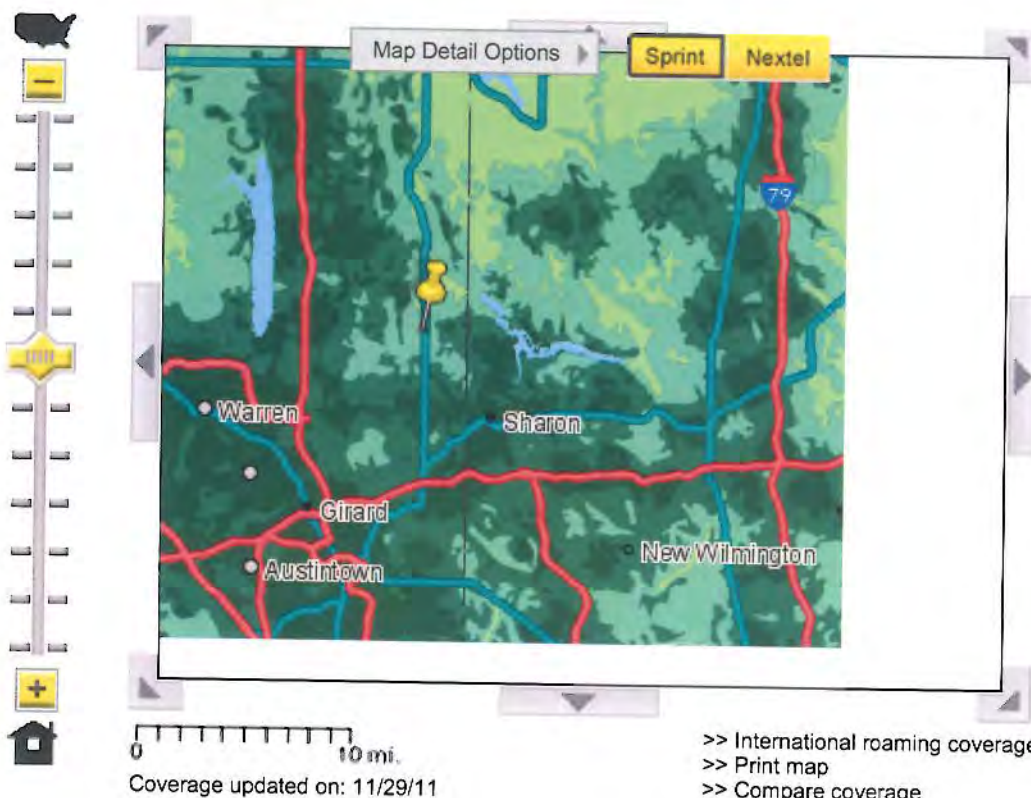 Map Detail Options
Sprint
Nextel
79
Warren
Sharon
Girard
New Wilmington
Austintown
0 10 mi.
Coverage updated on: 11/29/11
>> International roaming coverage
>> Print map
>> Compare coverage